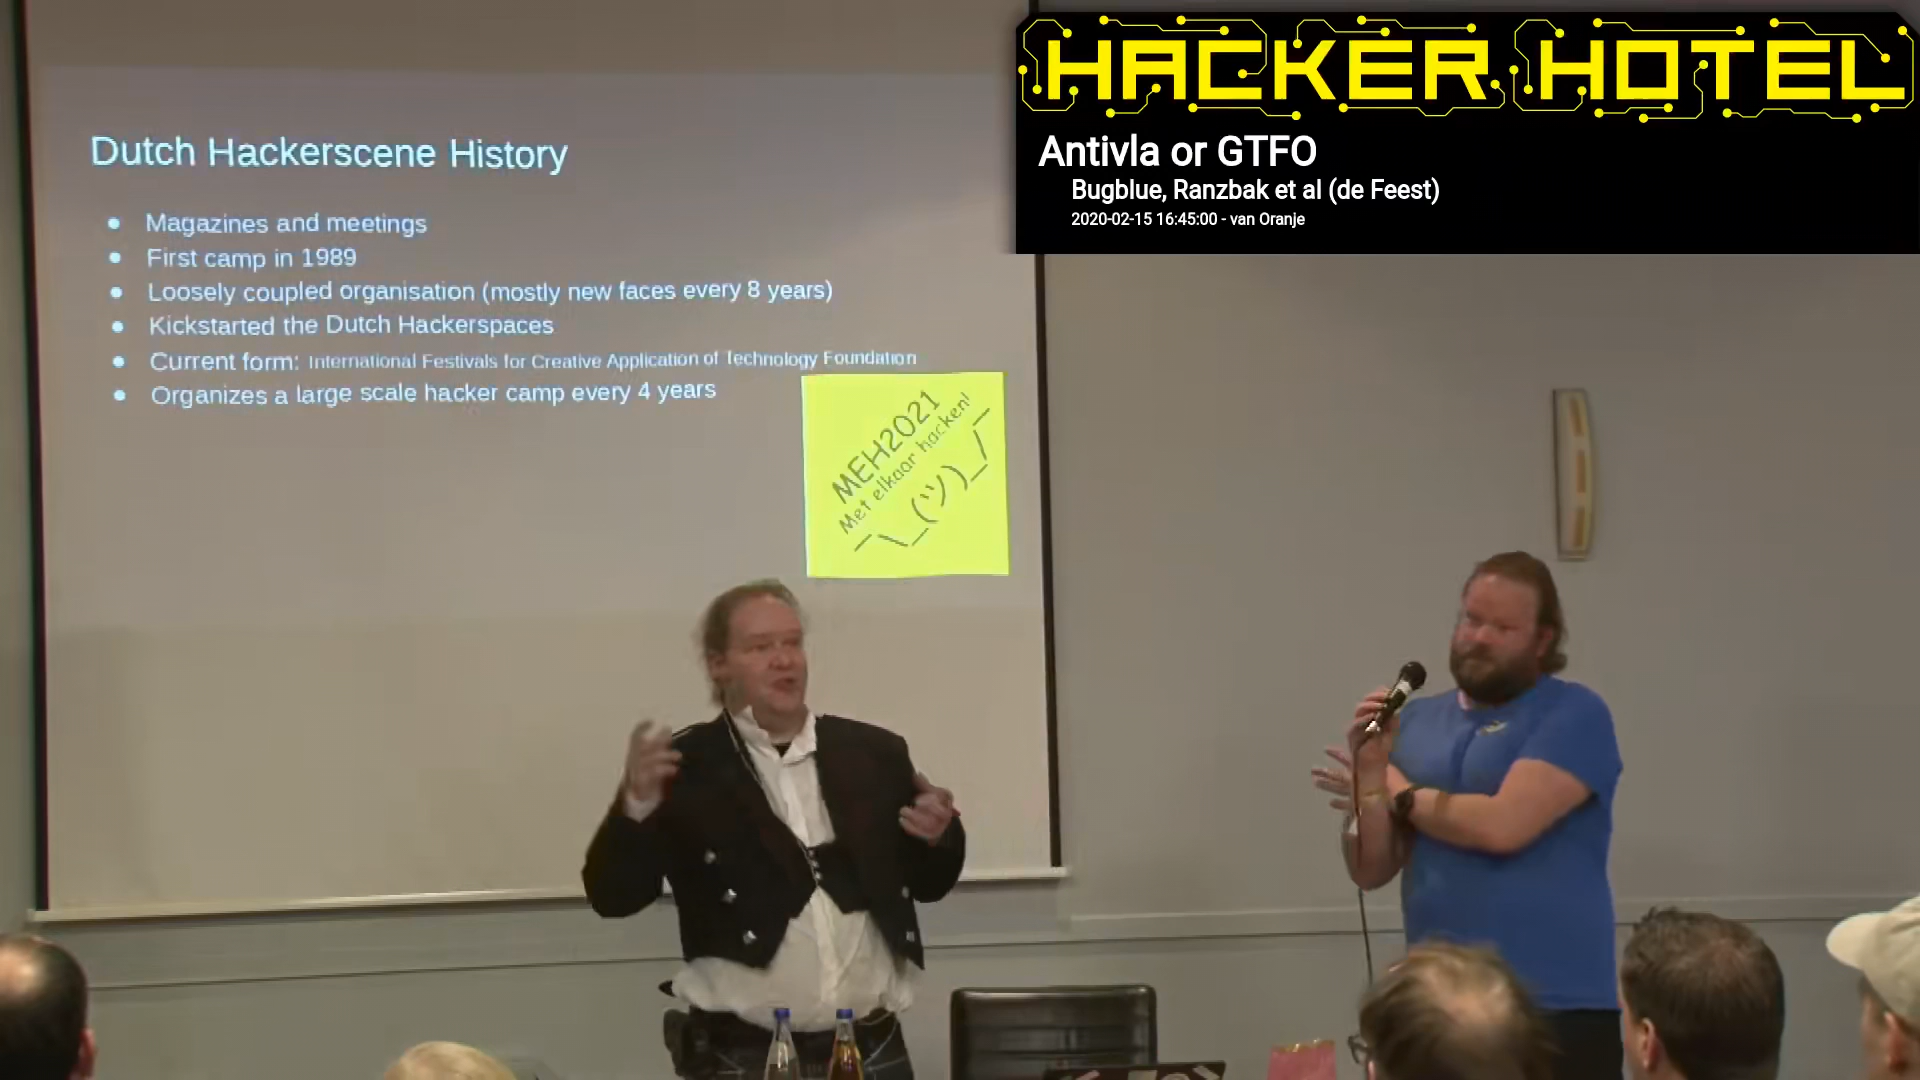 HACKER HOTEL
Antivla or GTFO
Bugblue, Ranzbak et al (de Feest)
2020-02-15 16:45:00 - van Oranje
Dutch Hackerscene History
● Magazines and meetings
● First camp in 1989
● Loosely coupled organisation (mostly new faces every 8 years)
● Kickstarted the Dutch Hackerspaces
● Current form: International Festivals for Creative Application of Technology Foundation
● Organizes a large scale hacker camp every 4 years
MEH2021
Met elkaar hacken!
¯\_(ツ)_/¯